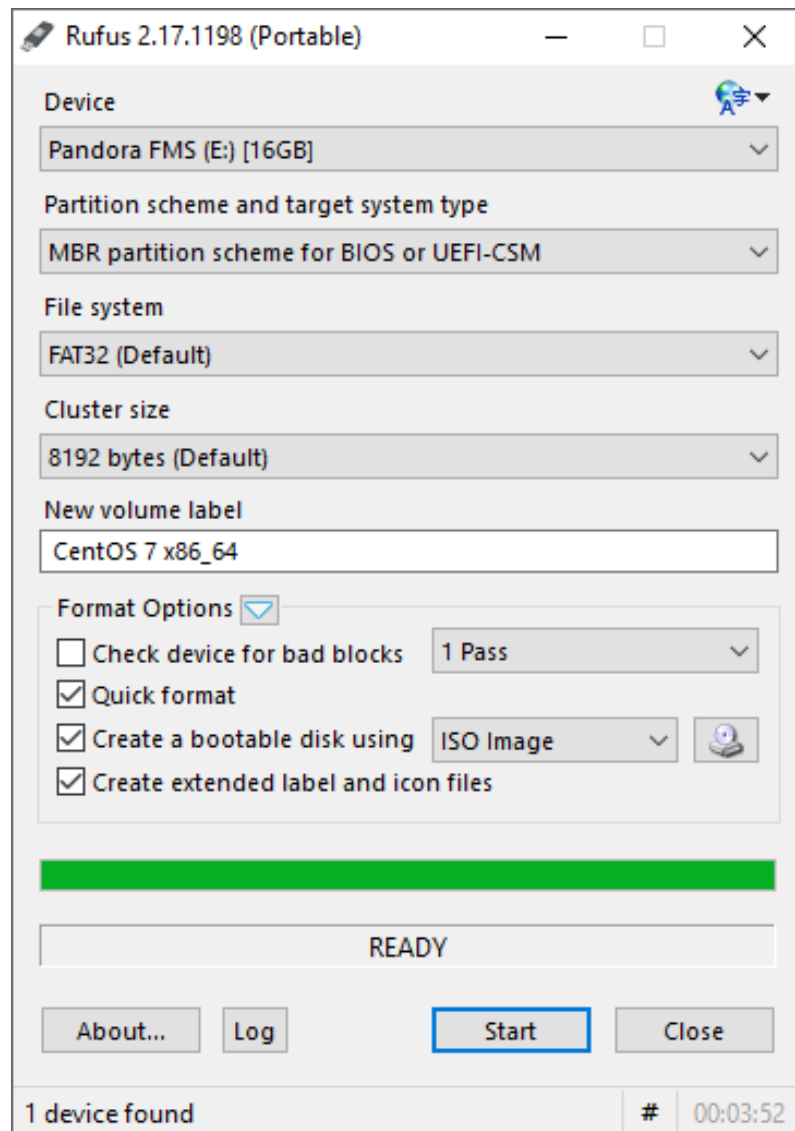 Rufus 2.17.1198 (Portable)
Device
Pandora FMS (E:) [16GB]
Partition scheme and target system type
MBR partition scheme for BIOS or UEFI-CSM
File system
FAT32 (Default)
Cluster size
8192 bytes (Default)
New volume label
CentOS 7 x86_64
Format Options
Check device for bad blocks 1 Pass
Quick format
Create a bootable disk using ISO Image
Create extended label and icon files
READY
About... Log Start Close
1 device found # 00:03:52